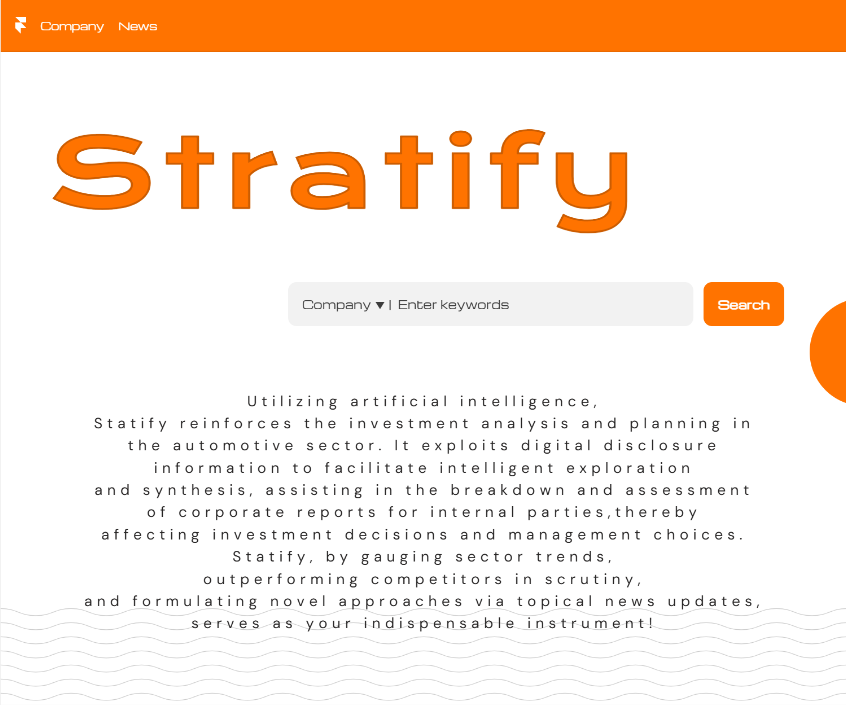 Company News
Stratify
Company ▼ | Enter keywords
Search
Utilizing artificial intelligence,
Statify reinforces the investment analysis and planning in
the automotive sector. It exploits digital disclosure
information to facilitate intelligent exploration
and synthesis, assisting in the breakdown and assessment
of corporate reports for internal parties,thereby
affecting investment decisions and management choices.
Statify, by gauging sector trends,
outperforming competitors in scrutiny,
and formulating novel approaches via topical news updates,
serves as your indispensable instrument!